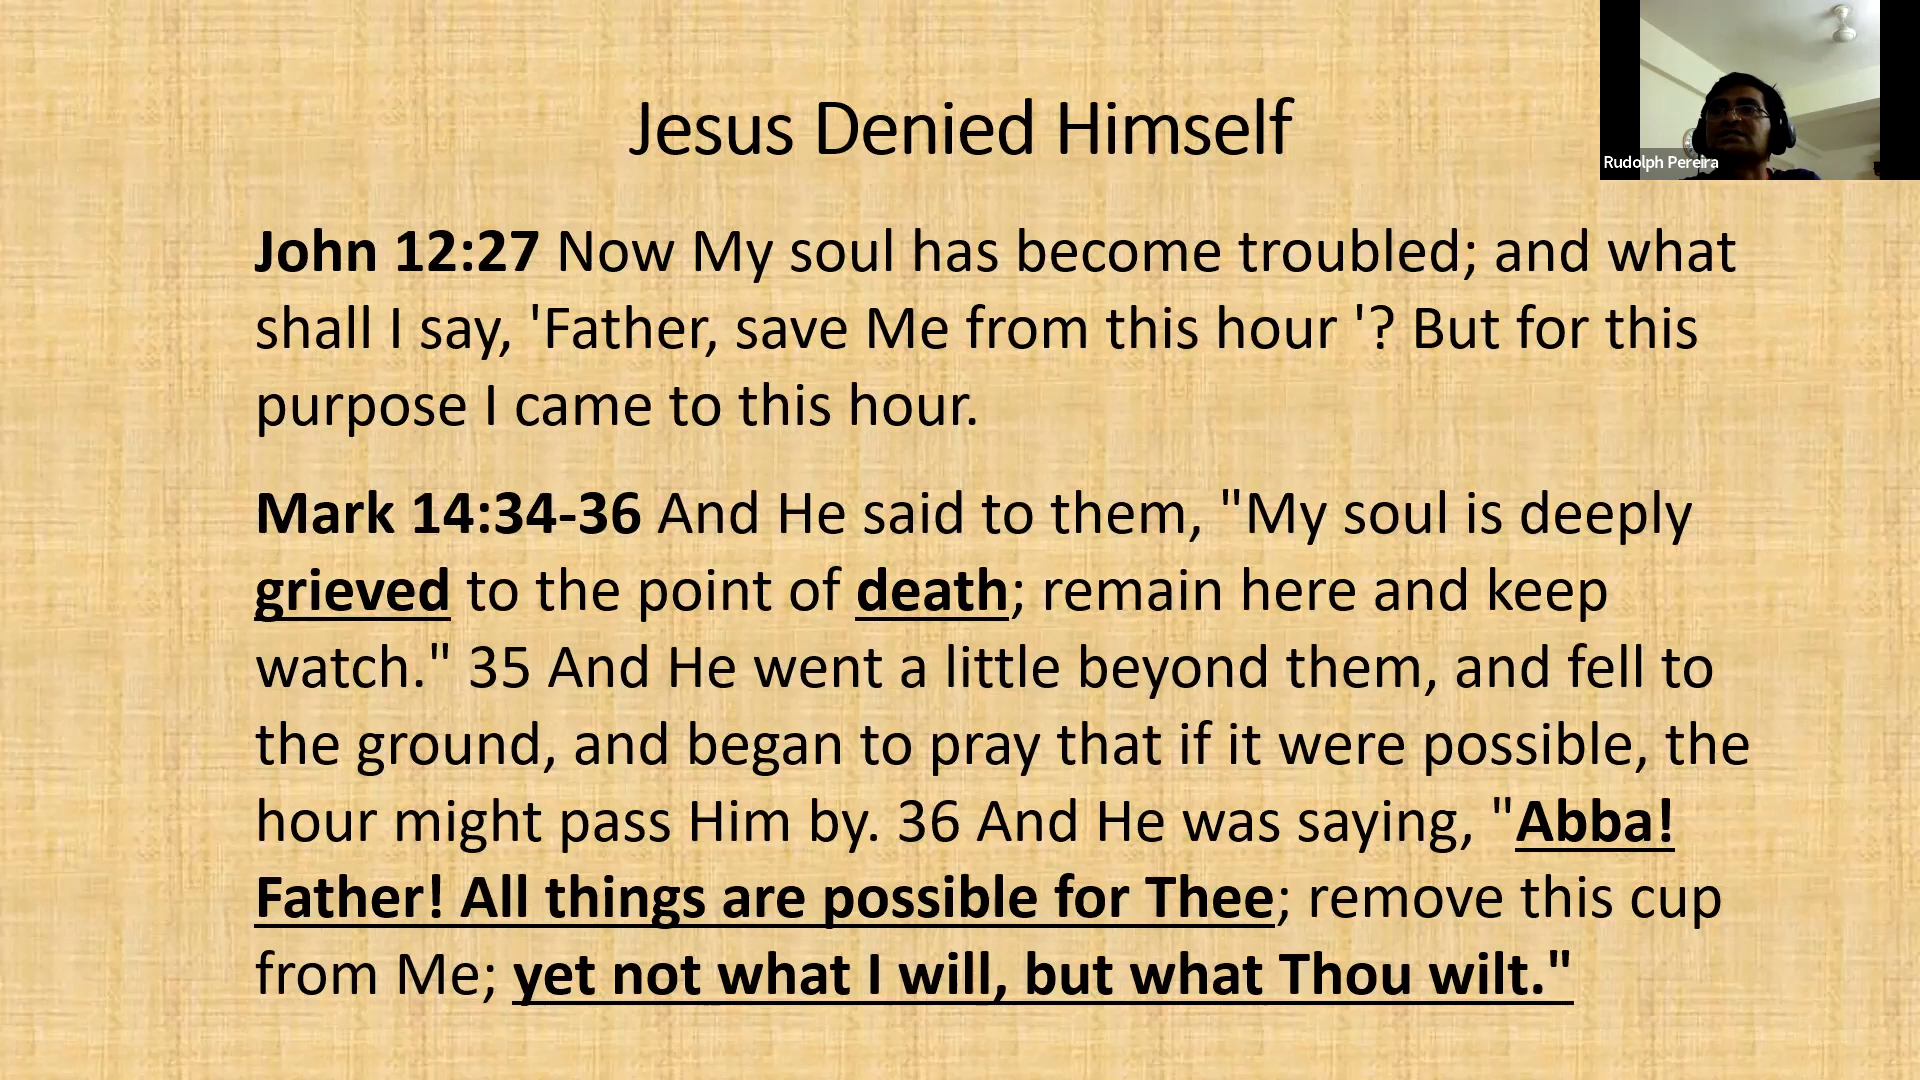 Jesus Denied Himself
Rudolph Pereira
John 12:27 Now My soul has become troubled; and what
shall I say, 'Father, save Me from this hour '? But for this
purpose I came to this hour.
Mark 14:34-36 And He said to them, "My soul is deeply
grieved to the point of death; remain here and keep
watch." 35 And He went a little beyond them, and fell to
the ground, and began to pray that if it were possible, the
hour might pass Him by. 36 And He was saying, "Abba!
Father! All things are possible for Thee; remove this cup
from Me; yet not what I will, but what Thou wilt."